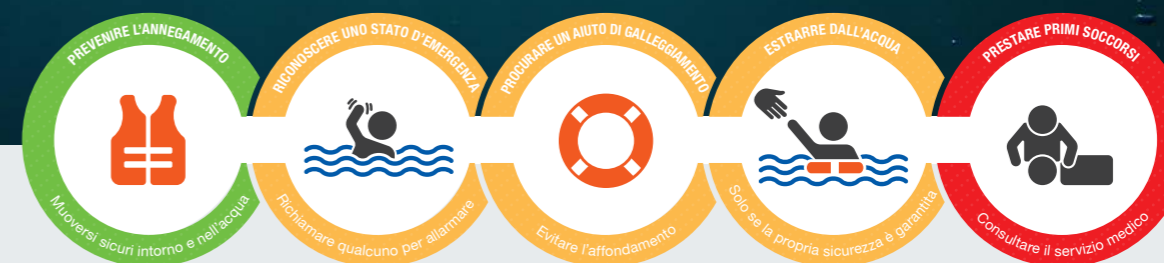 PREVENIRE L'ANNEGAMENTO
Muoversi sicuri intorno e nell'acqua
RICONOSCERE UNO STATO D'EMERGENZA
Richiamare qualcuno per allarmare
PROCURARE UN AIUTO DI GALLEGGIAMENTO
Evitare l'affondamento
ESTRARRE DALL'ACQUA
Solo se la propria sicurezza è garantita
PRESTARE PRIMI SOCCORSI
Consultare il servizio medico